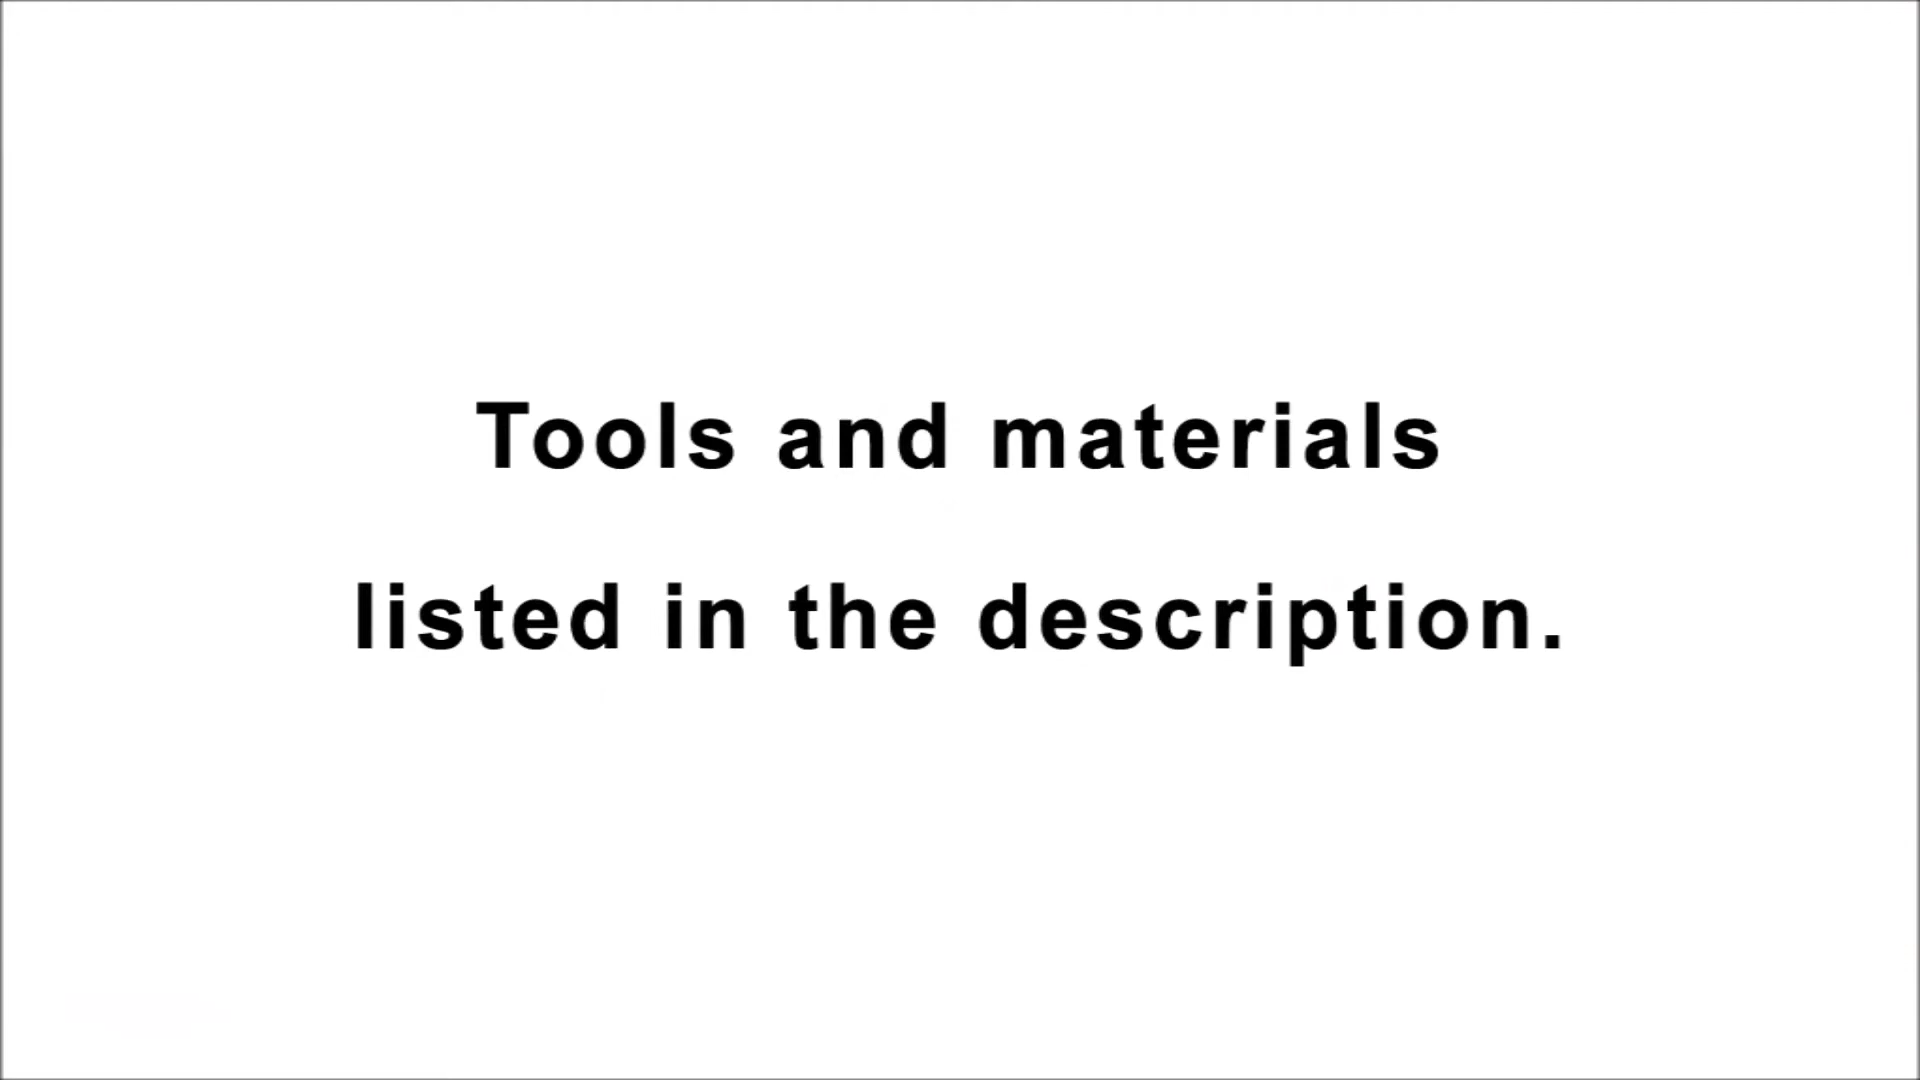 Tools and materials
listed in the description.